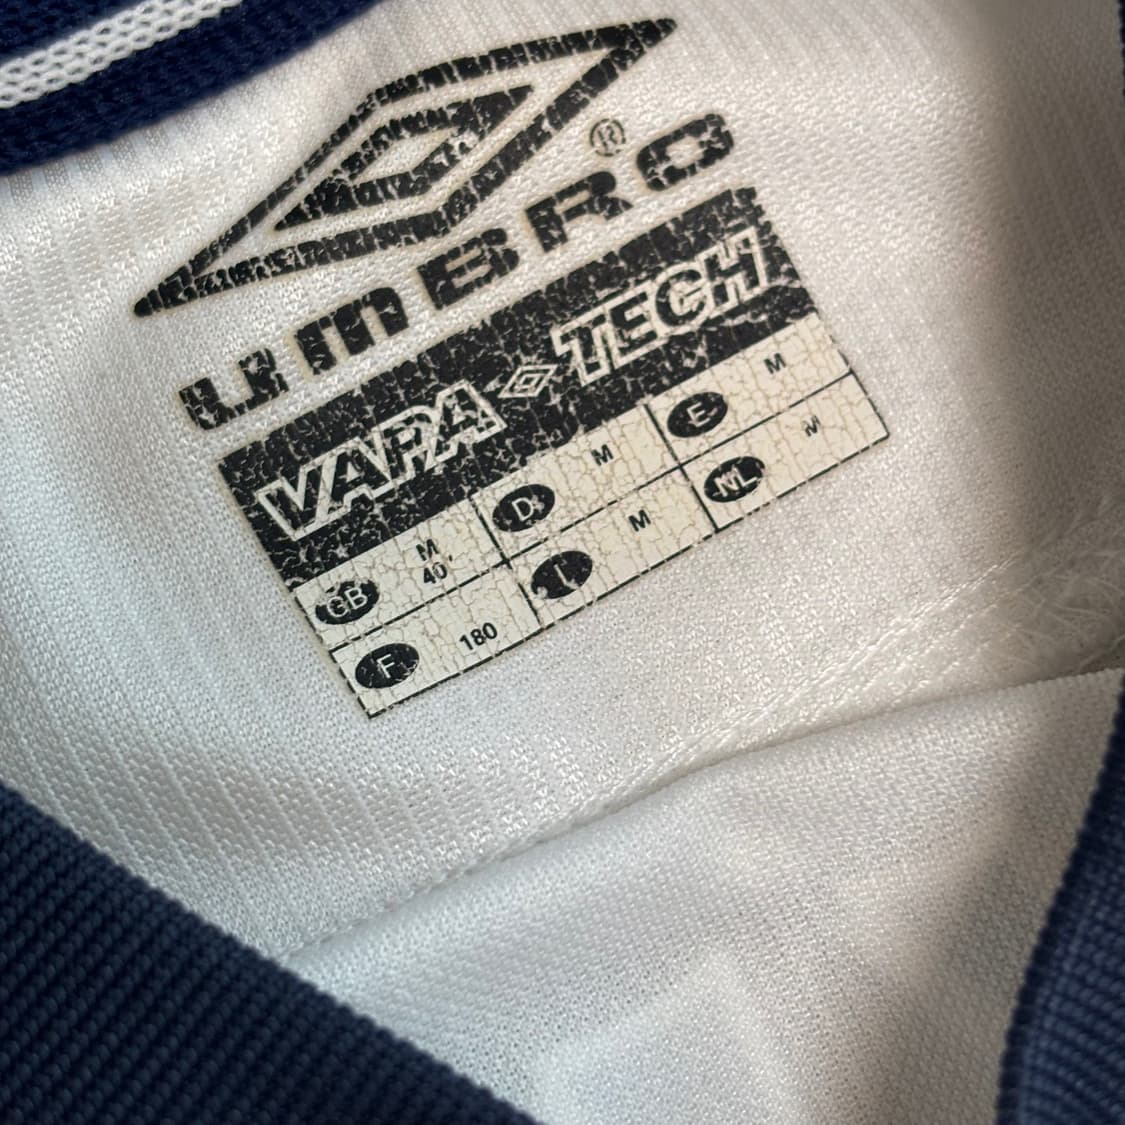 UMBRO®
VAPA TECH
GB M 40 D M E M
F 180 I M NL M